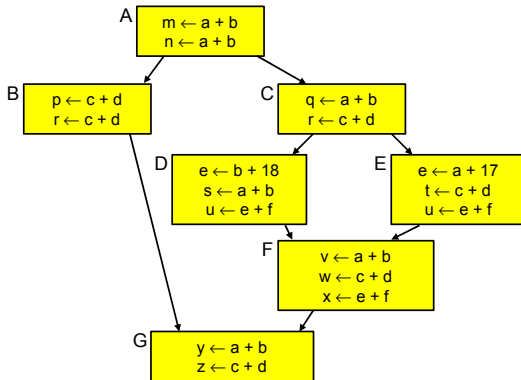 A
m ← a + b
n ← a + b
B
p ← c + d
r ← c + d
C
q ← a + b
r ← c + d
D
e ← b + 18
s ← a + b
u ← e + f
E
e ← a + 17
t ← c + d
u ← e + f
F
v ← a + b
w ← c + d
x ← e + f
G
y ← a + b
z ← c + d